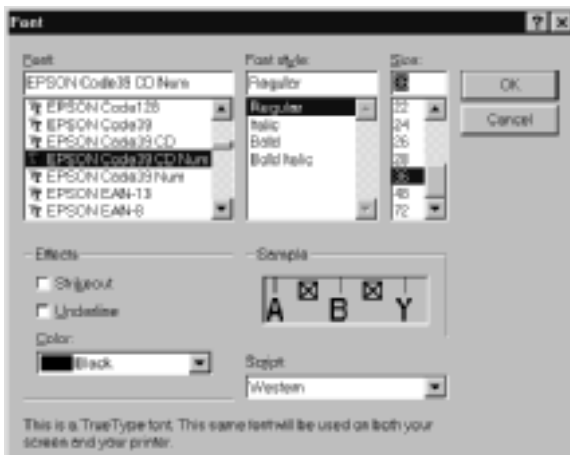 Font
Font:
EPSON Code39 CD Num
EPSON Code128
EPSON Code39
EPSON Code39 CD
EPSON Code39 CD Num
EPSON Code39 Num
EPSON EAN-13
EPSON EAN-8
Font style:
Regular
Regular
Italic
Bold
Bold Italic
Size:
22
24
26
28
36
48
72
OK
Cancel
Effects
Strikeout
Underline
Color:
Black
Sample
A B Y
Script:
Western
This is a TrueType font. This same font will be used on both your
screen and your printer.